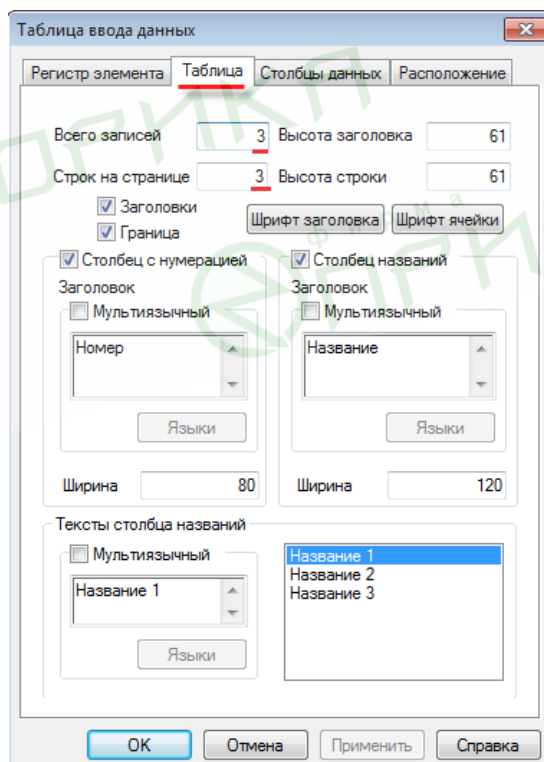 Таблица ввода данных
Регистр элемента Таблица Столбцы данных Расположение
Всего записей 3 Высота заголовка 61
Строк на странице 3 Высота строки 61
Заголовки
Граница
Шрифт заголовка Шрифт ячейки
Столбец с нумерацией
Заголовок
Мультиязычный
Номер
Языки
Ширина 80
Столбец названий
Заголовок
Мультиязычный
Название
Языки
Ширина 120
Тексты столбца названий
Мультиязычный
Название 1
Языки
Название 1
Название 2
Название 3
OK Отмена Применить Справка
фирма